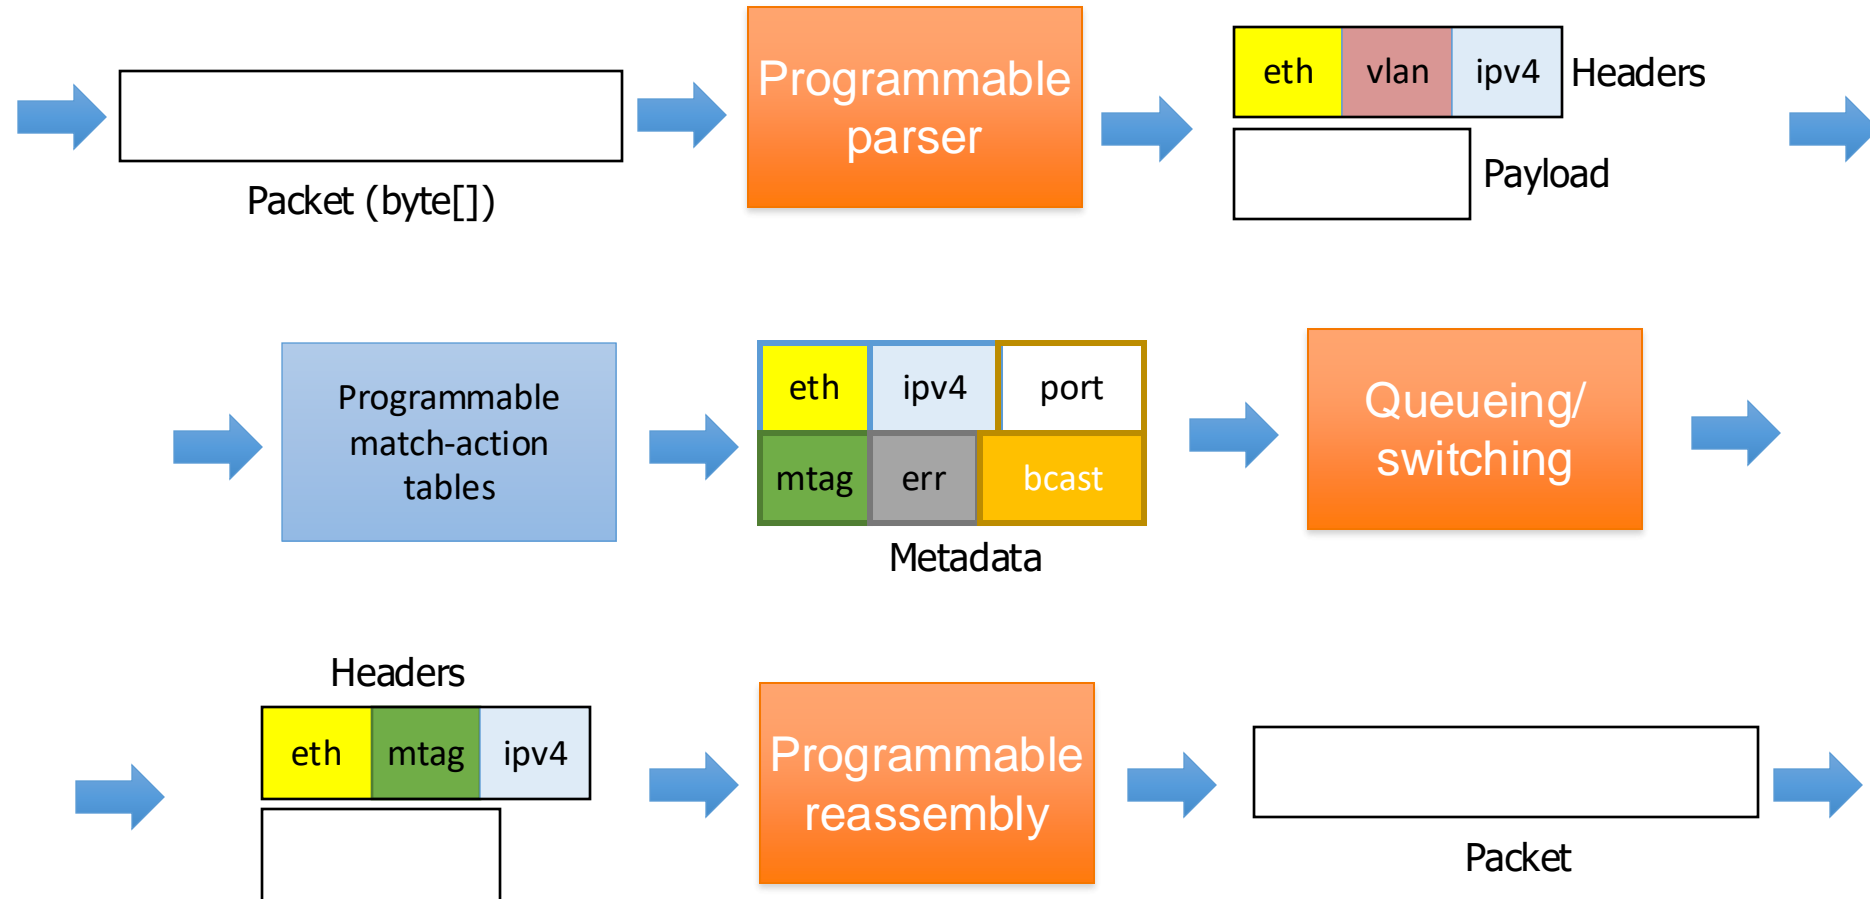 Packet (byte[])
Programmable
parser
eth vlan ipv4 Headers
Payload
Programmable
match-action
tables
eth ipv4 port
mtag err bcast
Metadata
Queueing/
switching
Headers
eth mtag ipv4
Programmable
reassembly
Packet